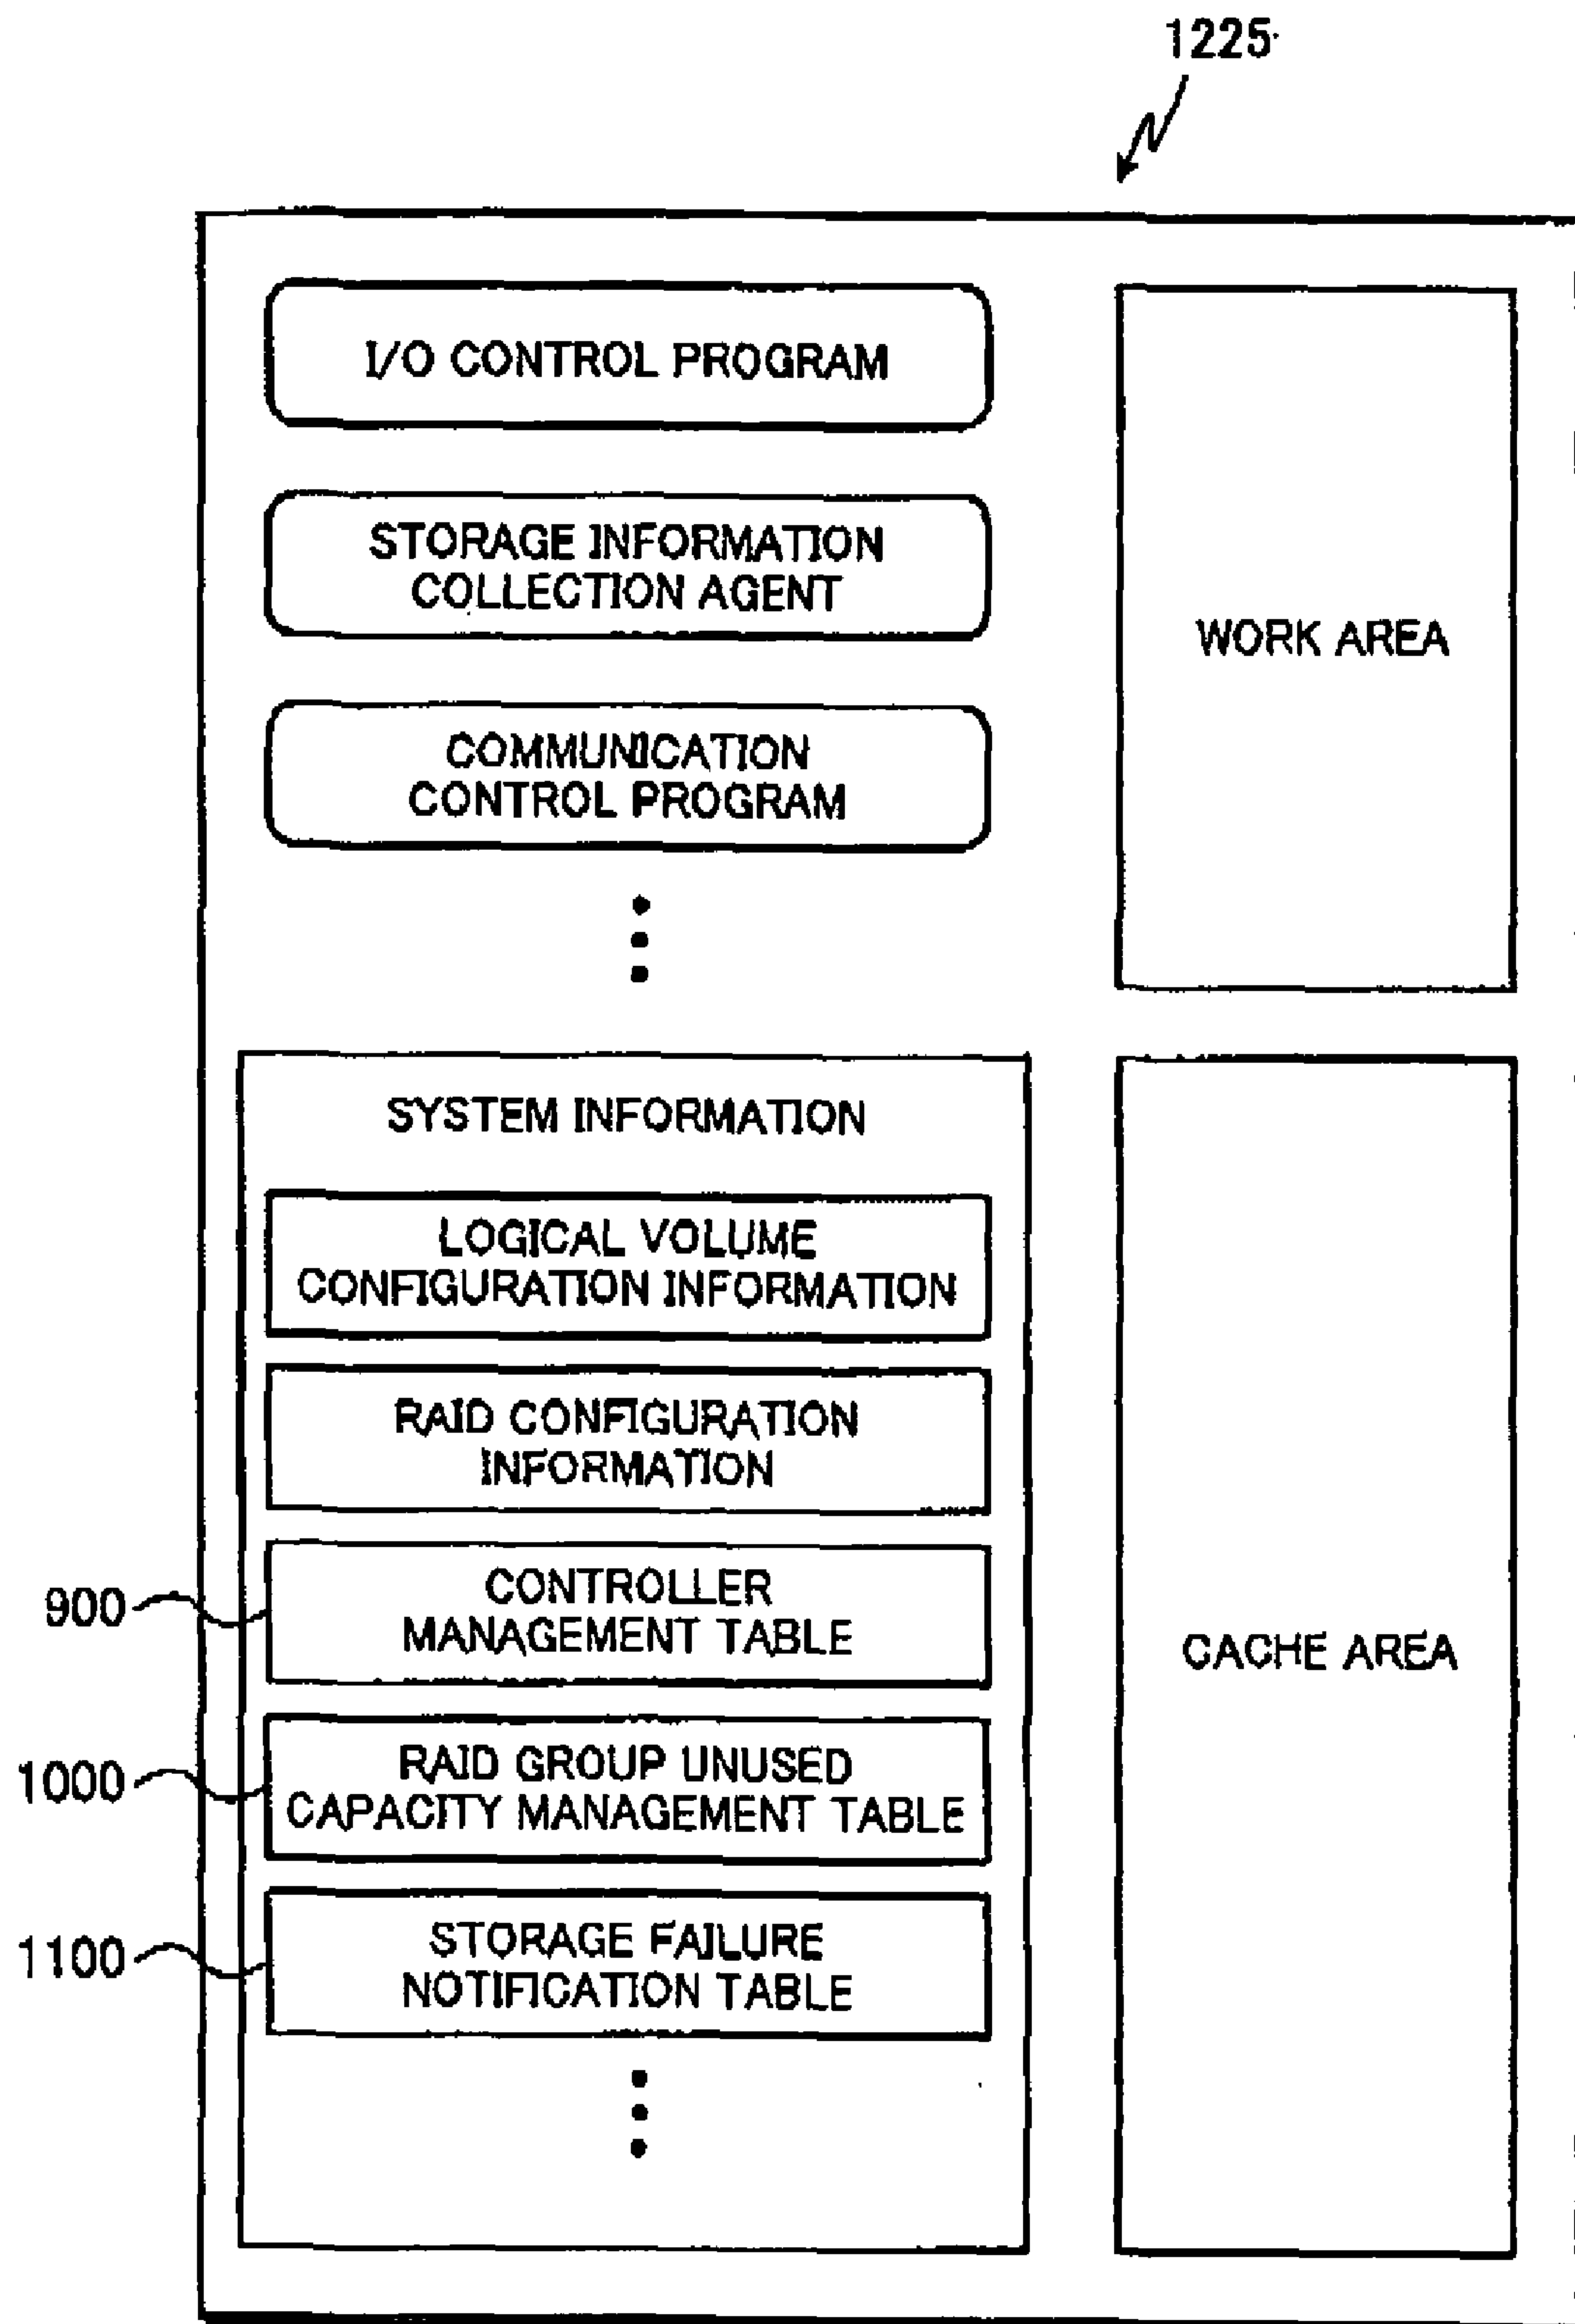 1225
I/O CONTROL PROGRAM
STORAGE INFORMATION
COLLECTION AGENT
COMMUNICATION
CONTROL PROGRAM
WORK AREA
SYSTEM INFORMATION
LOGICAL VOLUME
CONFIGURATION INFORMATION
RAID CONFIGURATION
INFORMATION
900
CONTROLLER
MANAGEMENT TABLE
1000
RAID GROUP UNUSED
CAPACITY MANAGEMENT TABLE
1100
STORAGE FAILURE
NOTIFICATION TABLE
CACHE AREA